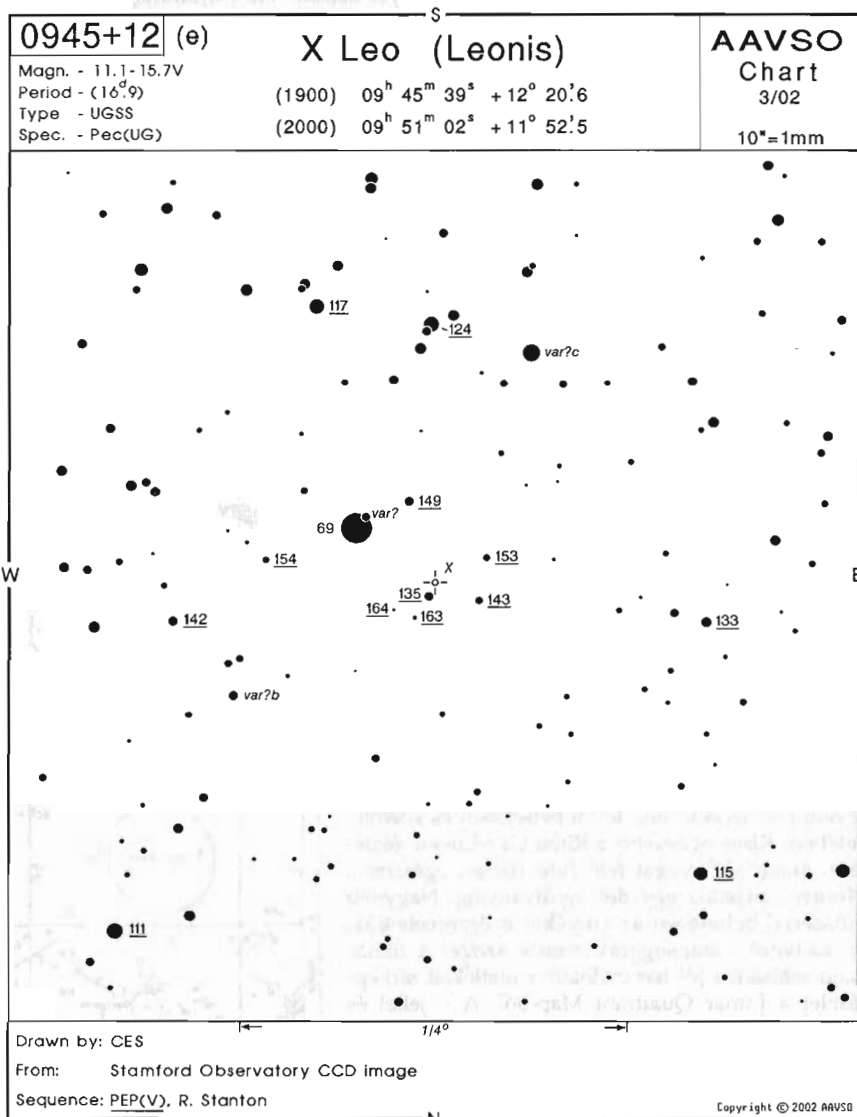 S
0945+12 (e)
Magn. - 11.1-15.7V
Period - (16ᵈ.9)
Type - UGSS
Spec. - Pec(UG)
X Leo (Leonis)
(1900) 09ʰ 45ᵐ 39ˢ +12° 20.'6
(2000) 09ʰ 51ᵐ 02ˢ +11° 52.'5
AAVSO
Chart
3/02
10"=1mm
117
124
var?c
149
var?
69
154
153
X
W
E
135
143
164
163
142
133
var?b
115
111
1/4°
Drawn by: CES
From: Stamford Observatory CCD image
Sequence: PEP(V), R. Stanton
Copyright © 2002 AAVSO
N